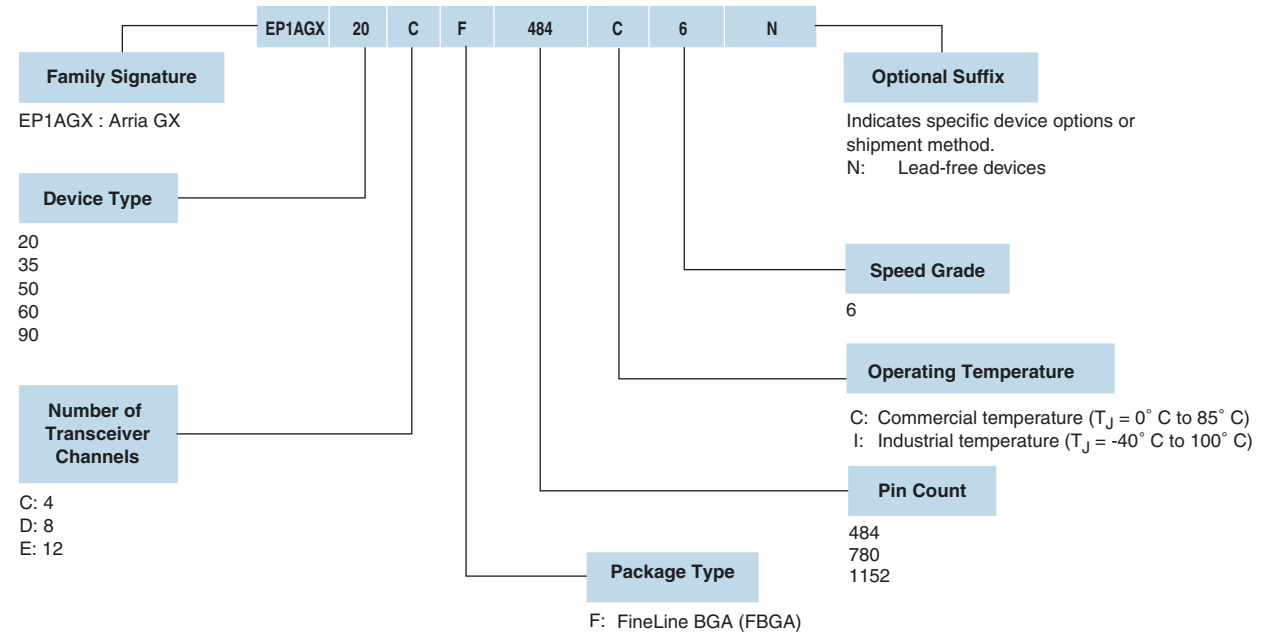 EP1AGX 20 C F 484 C 6 N
Family Signature
EP1AGX : Arria GX
Optional Suffix
Indicates specific device options or
shipment method.
N: Lead-free devices
Device Type
20
35
50
60
90
Speed Grade
6
Operating Temperature
C: Commercial temperature (TJ = 0° C to 85° C)
I: Industrial temperature (TJ = -40° C to 100° C)
Number of
Transceiver
Channels
C: 4
D: 8
E: 12
Pin Count
484
780
1152
Package Type
F: FineLine BGA (FBGA)